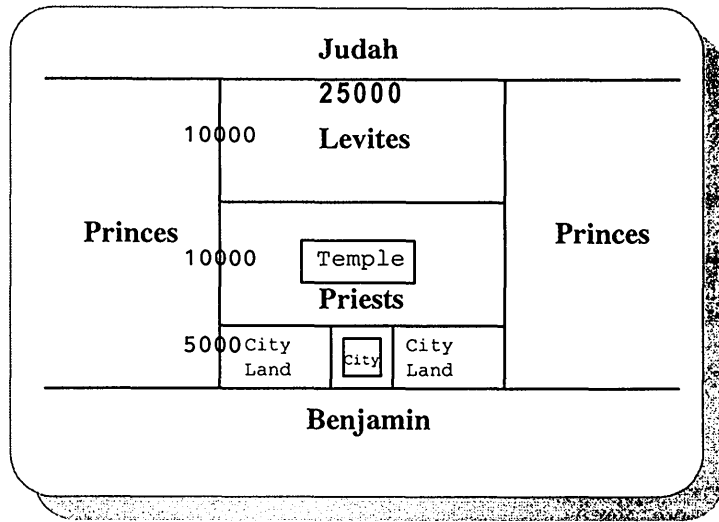 Judah
25000
10000 Levites
Princes
Princes
10000 Temple
Priests
5000 City Land
City
City Land
Benjamin